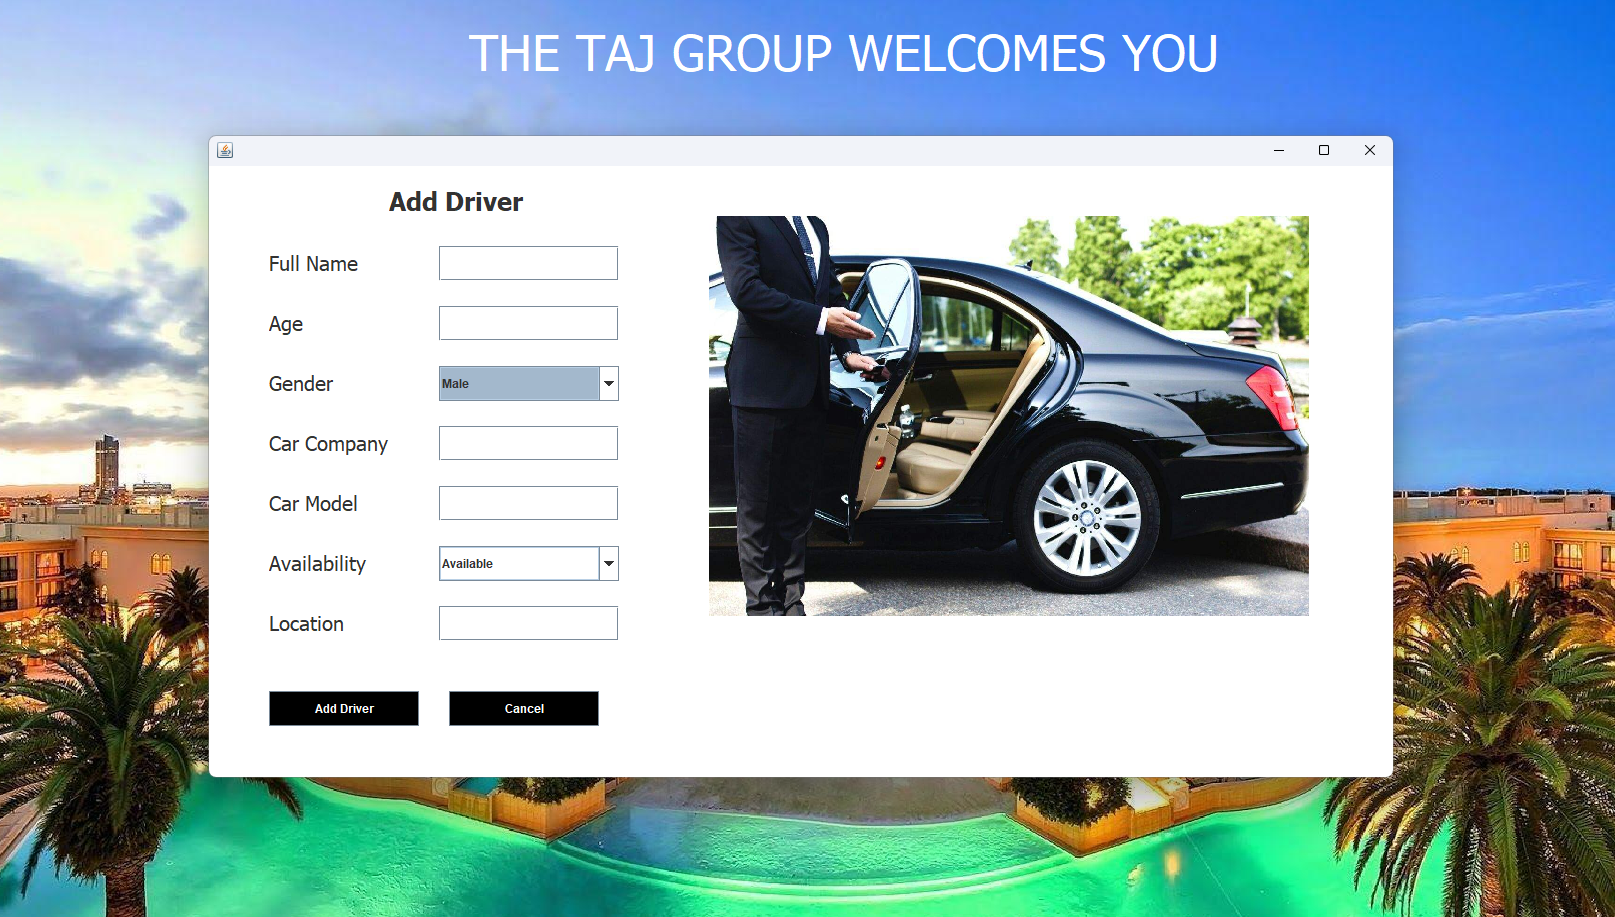 THE TAJ GROUP WELCOMES YOU
Add Driver
Full Name
Age
Gender Male
Car Company
Car Model
Availability Available
Location
Add Driver Cancel